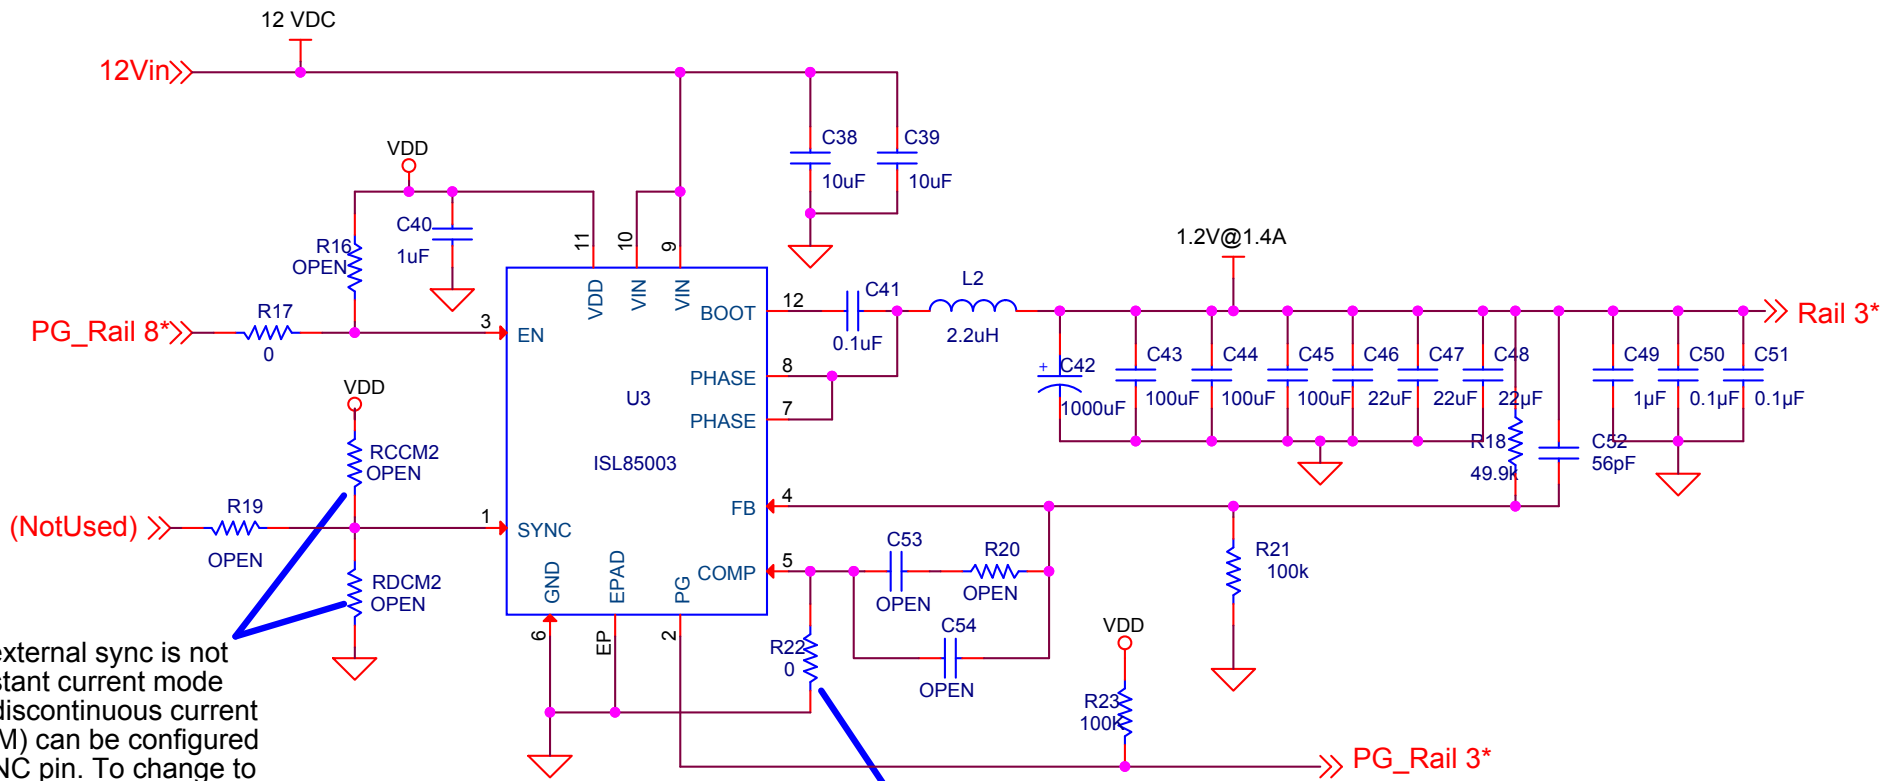 12 VDC
12Vin
VDD
C38
10uF
C39
10uF
C40
1uF
R16
OPEN
11
10
9
1.2V@1.4A
VDD
VIN
VIN
BOOT
12
C41
0.1uF
L2
2.2uH
Rail 3*
PG_Rail 8*
R17
0
3
EN
PHASE
8
PHASE
7
U3
ISL85003
+
C42
1000uF
C43
100uF
C44
100uF
C45
100uF
C46
22uF
C47
22uF
C48
22µF
C49
1µF
C50
0.1µF
C51
0.1µF
R18
49.9K
C52
56pF
VDD
RCCM2
OPEN
(NotUsed)
R19
OPEN
1
SYNC
FB
4
COMP
5
C53
OPEN
R20
OPEN
R21
100k
RDCM2
OPEN
GND
EPAD
PG
6
EP
2
C54
OPEN
R22
0
VDD
R23
100K
PG_Rail 3*
external sync is not
stant current mode
discontinuous current
M) can be configured
NC pin. To change to